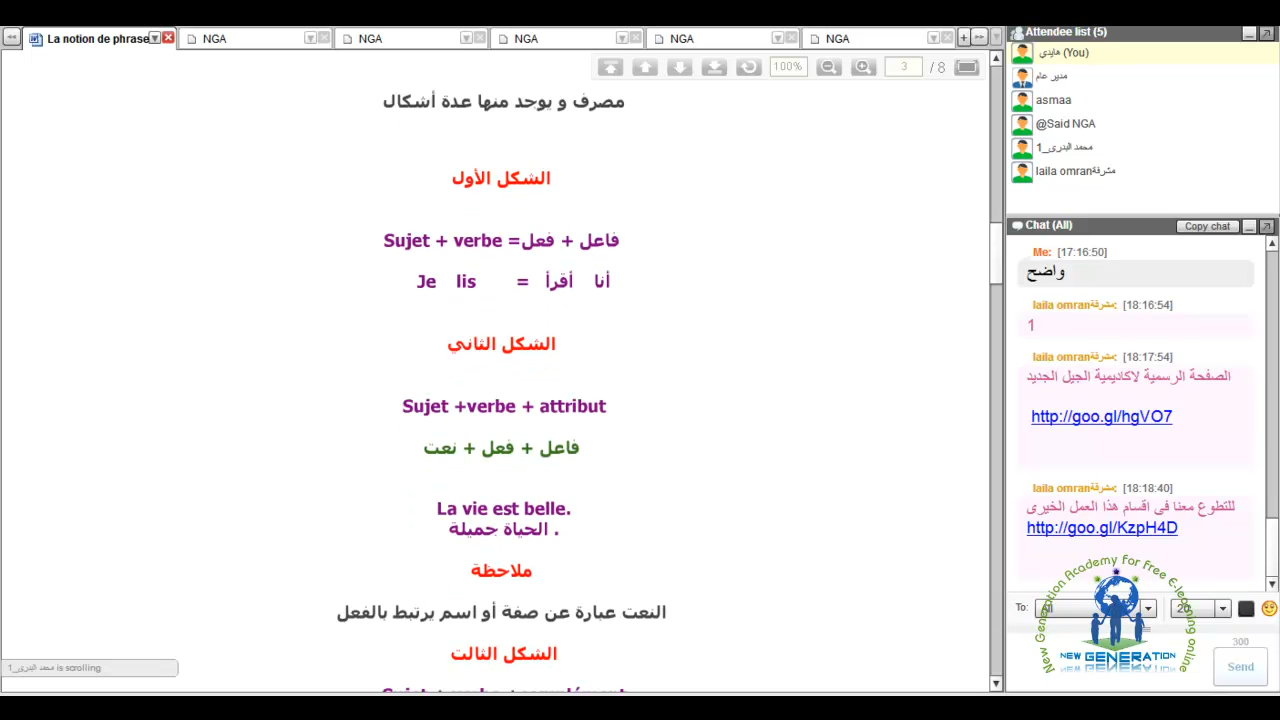 La notion de phrase
NGA
NGA
NGA
NGA
NGA
100%
3 / 8
مصرف و يوجد منها عدة أشكال
الشكل الأول
Sujet + verbe =فاعل + فعل
Je lis = أنا أقرأ
الشكل الثاني
Sujet +verbe + attribut
فاعل + فعل + نعت
La vie est belle.
الحياة جميلة .
ملاحظة
النعت عبارة عن صفة أو اسم يرتبط بالفعل
الشكل الثالث
Sujet + verbe + complément
محمد البدرى_1 is scrolling
Attendee list (5)
هايدي (You)
مدير عام
asmaa
@Said NGA
محمد البدرى_1
laila omranمشرفة
Chat (All)
Copy chat
Me: [17:16:50]
واضح
laila omranمشرفة: [18:16:54]
1
laila omranمشرفة: [18:17:54]
الصفحة الرسمية لاكاديمية الجيل الجديد
http://goo.gl/hgVO7
laila omranمشرفة: [18:18:40]
للتطوع معنا فى اقسام هذا العمل الخيرى
http://goo.gl/KzpH4D
To:
300
Send
New Generation Academy for Free E-learning online
NEW GENERATION